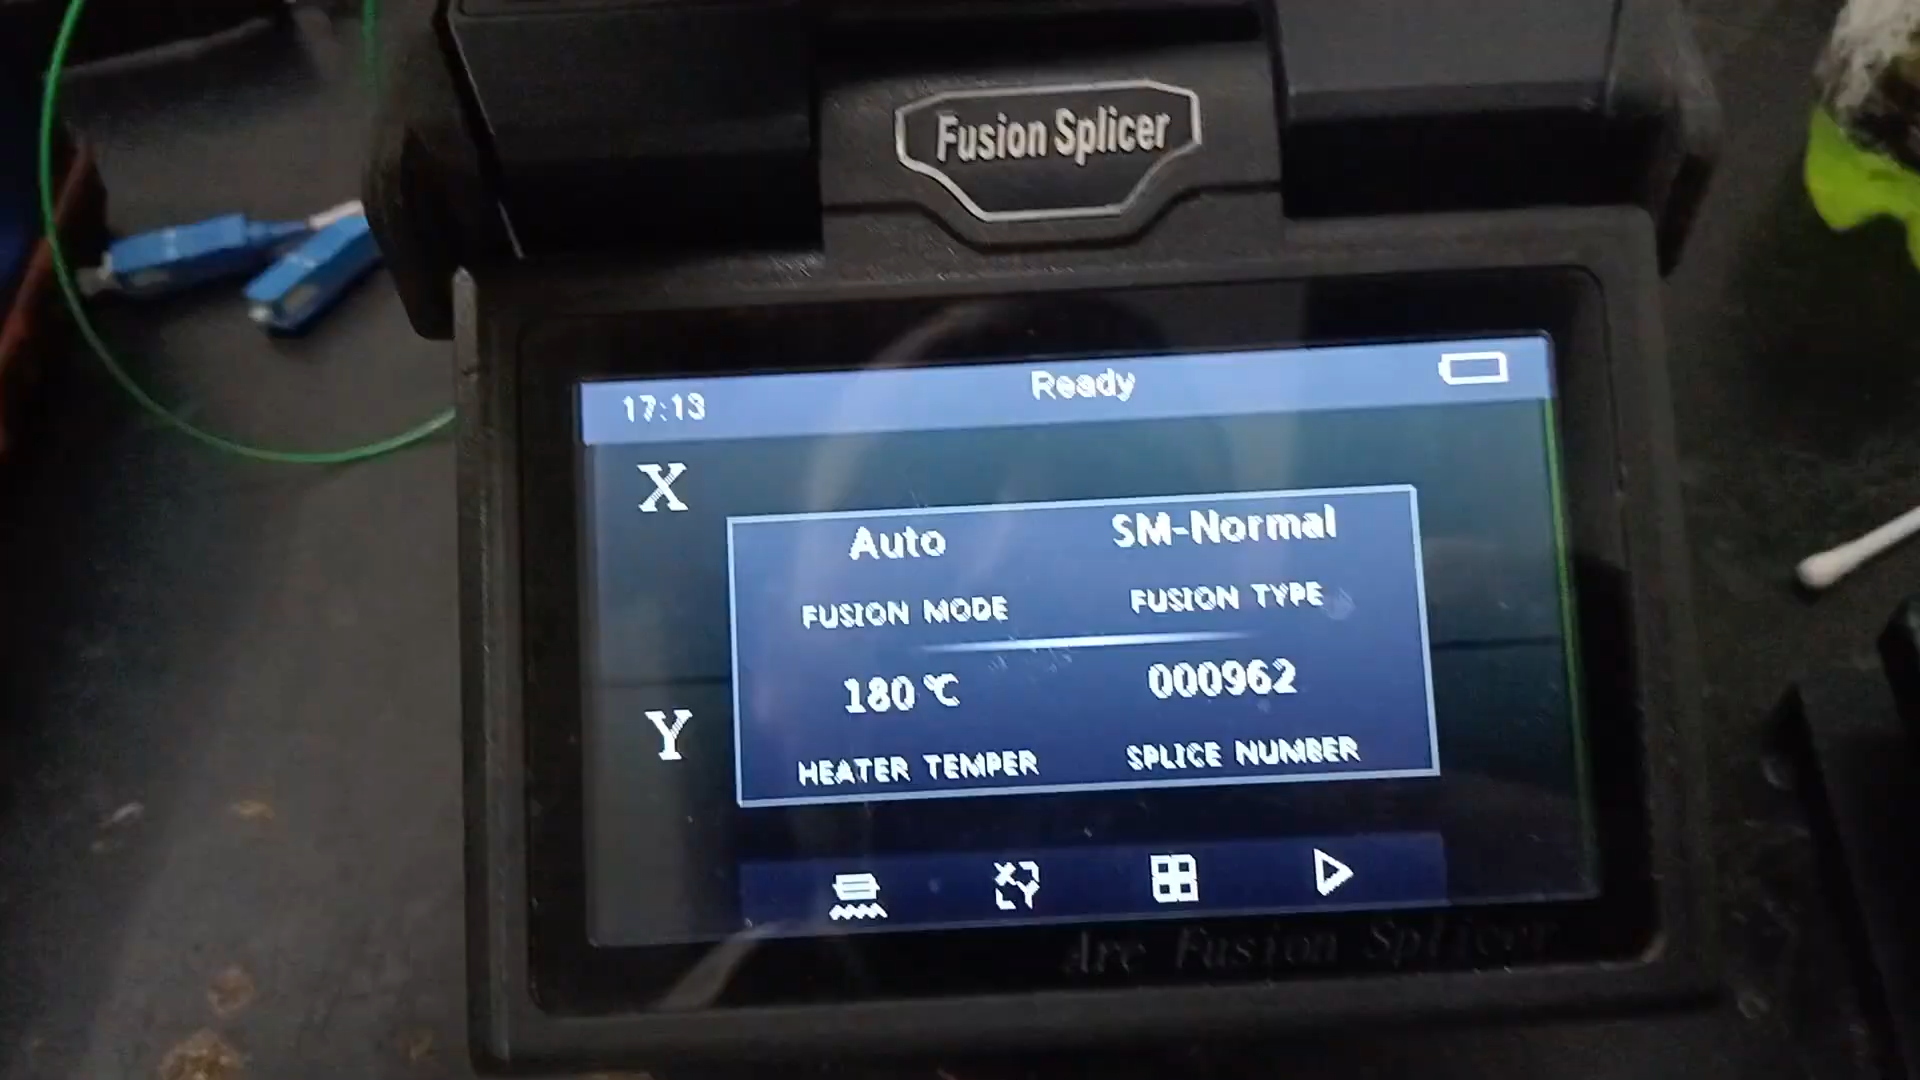 Fusion Splicer
17:13
Ready
X
Auto
SM-Normal
FUSION MODE
FUSION TYPE
180℃
000962
Y
HEATER TEMPER
SPLICE NUMBER
Arc Fusion Splicer